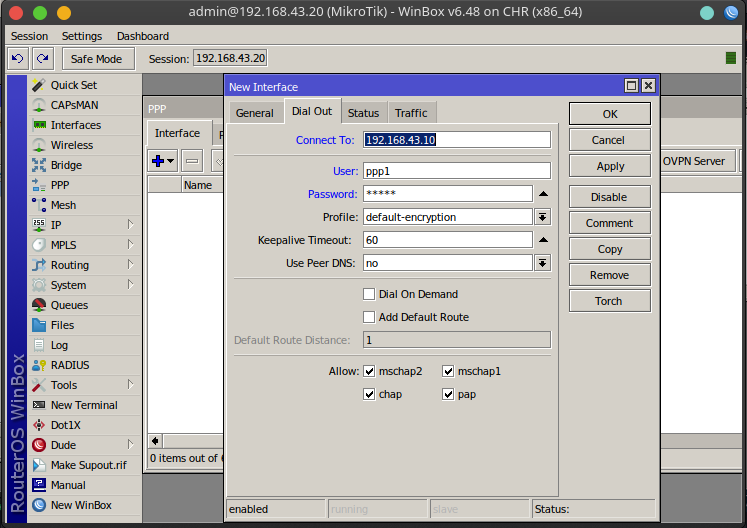 admin@192.168.43.20 (MikroTik) - WinBox v6.48 on CHR (x86_64)
Session Settings Dashboard
Safe Mode Session: 192.168.43.20
RouterOS WinBox
Quick Set
CAPsMAN
Interfaces
Wireless
Bridge
PPP
Mesh
IP
MPLS
Routing
System
Queues
Files
Log
RADIUS
Tools
New Terminal
Dot1X
Dude
Make Supout.rif
Manual
New WinBox
PPP
Interface
OVPN Server
Name
0 items out of
New Interface
General Dial Out Status Traffic
Connect To: 192.168.43.10
User: ppp1
Password: *****
Profile: default-encryption
Keepalive Timeout: 60
Use Peer DNS: no
Dial On Demand
Add Default Route
Default Route Distance: 1
Allow: mschap2 mschap1
chap pap
OK
Cancel
Apply
Disable
Comment
Copy
Remove
Torch
enabled running slave Status: